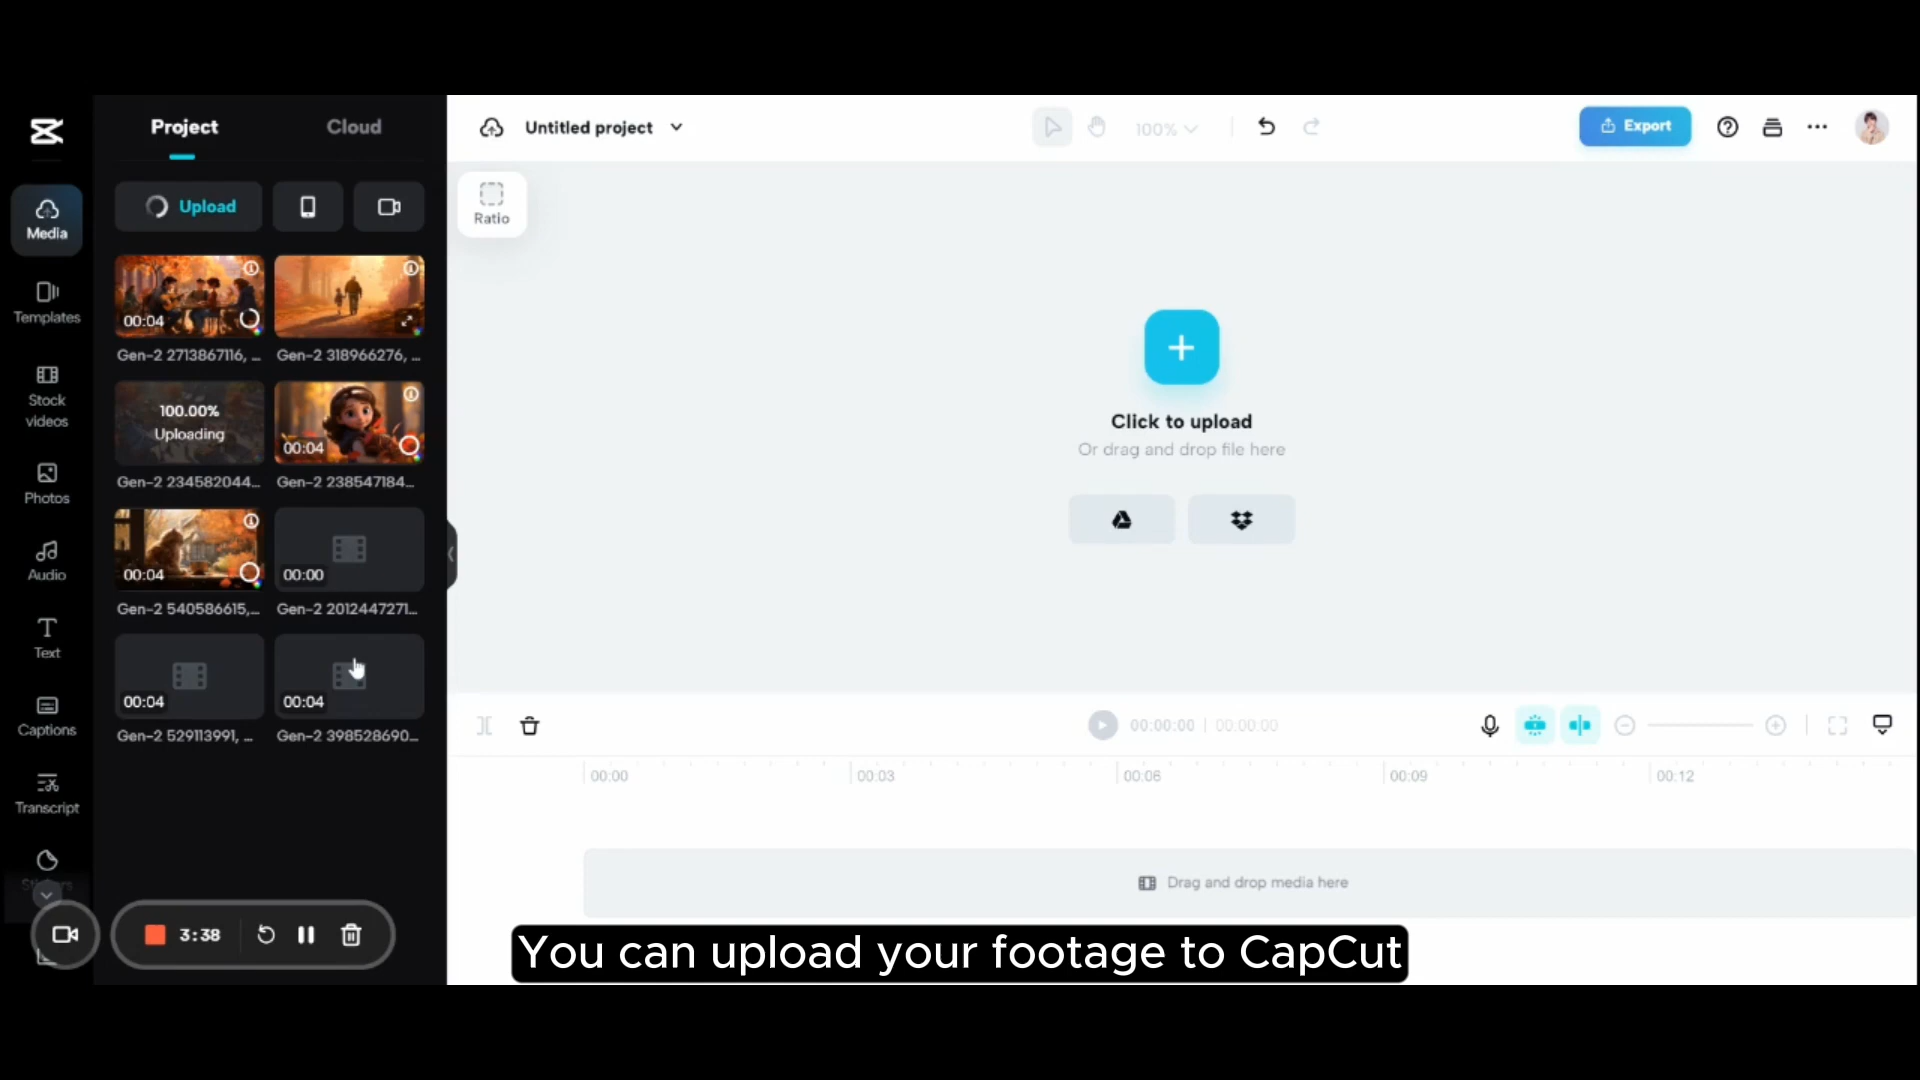 Project
Cloud
Untitled project
100%
Export
Upload
Ratio
Media
00:04
Gen-2 2713867116, ...
Gen-2 318966276, ...
Templates
100.00%
Uploading
00:04
Gen-2 234582044...
Gen-2 238547184...
Stock
videos
Click to upload
Or drag and drop file here
Photos
00:04
00:00
Gen-2 540586615,...
Gen-2 2012447271...
Audio
00:04
00:04
Gen-2 529113991, ...
Gen-2 398528690...
Text
Captions
00:00:00 | 00:00:00
00:00
00:03
00:06
00:09
00:12
Transcript
Stickers
Drag and drop media here
3:38
You can upload your footage to CapCut